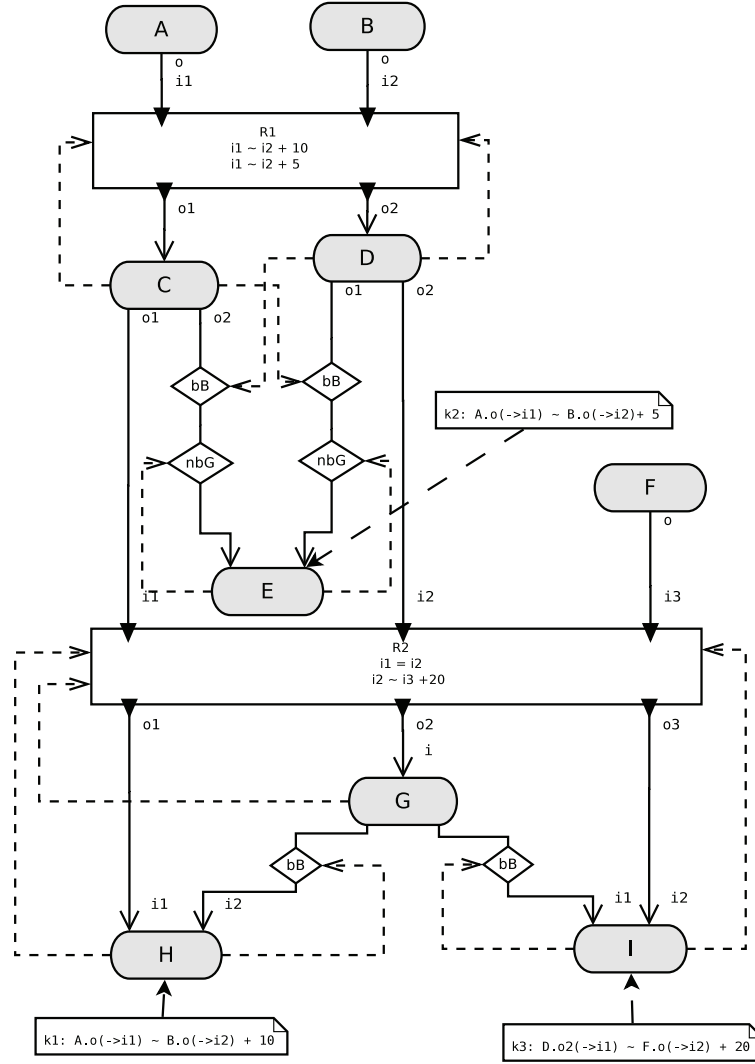 A
B
o
o
i1
i2
R1
i1 ~ i2 + 10
i1 ~ i2 + 5
o1
o2
D
C
o1
o2
o1
o2
bB
bB
k2: A.o(->i1) ~ B.o(->i2)+ 5
nbG
nbG
F
o
E
i1
i2
i3
R2
i1 = i2
i2 ~ i3 +20
o1
o2
o3
i
G
bB
bB
i1
i2
i1
i2
H
I
k1: A.o(->i1) ~ B.o(->i2) + 10
k3: D.o2(->i1) ~ F.o(->i2) + 20